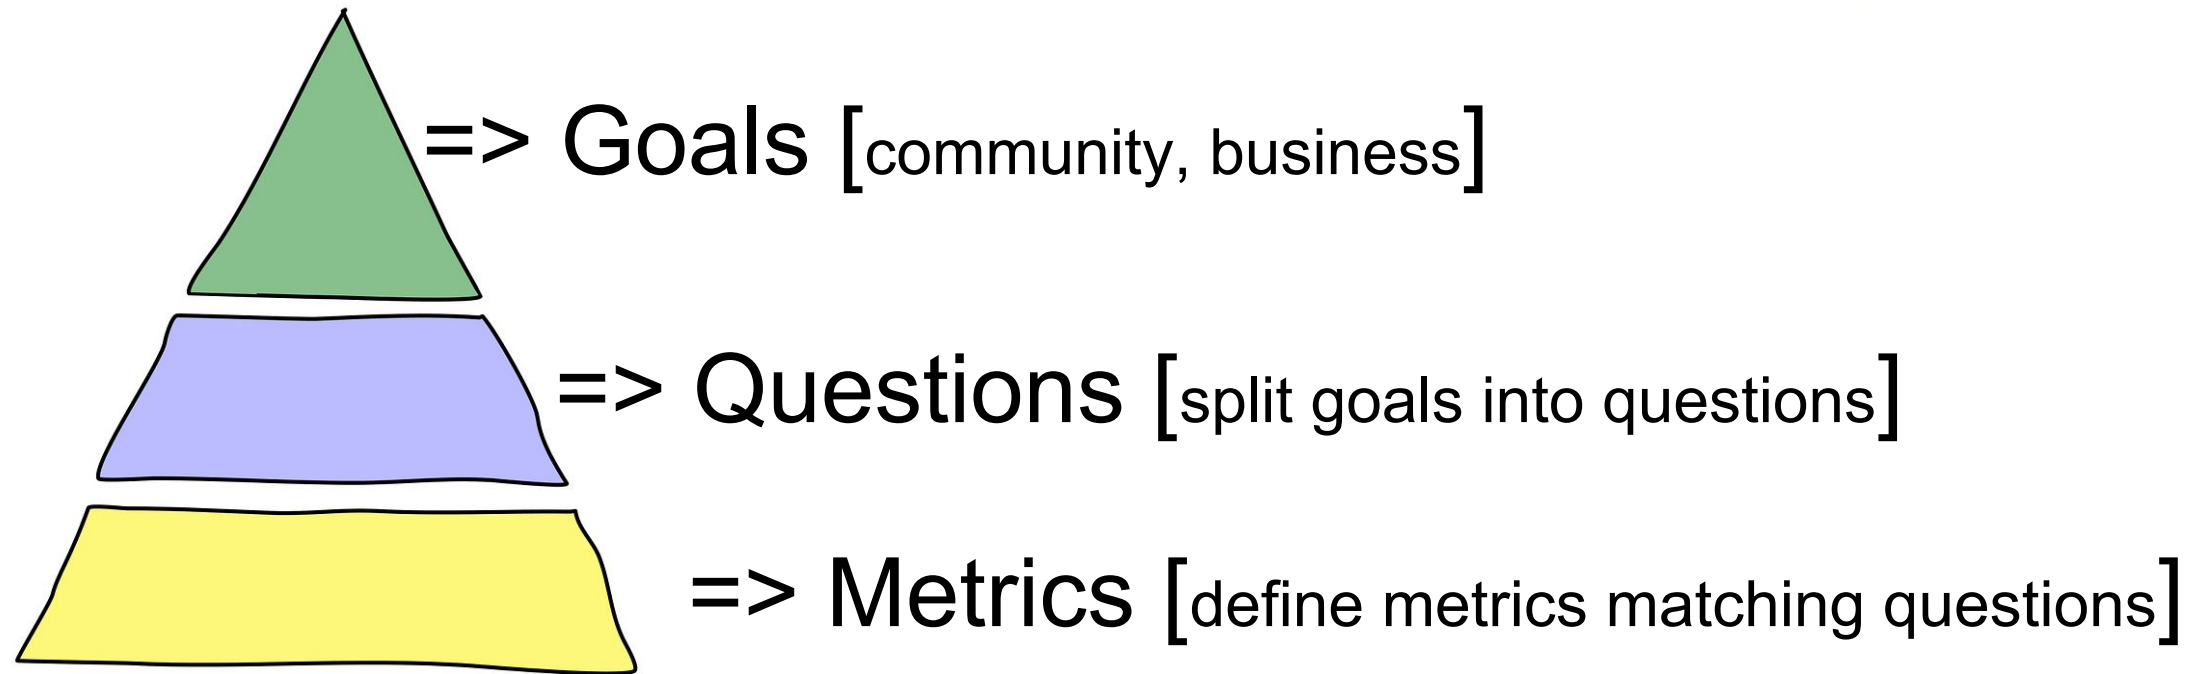 => Goals [community, business]
=> Questions [split goals into questions]
=> Metrics [define metrics matching questions]